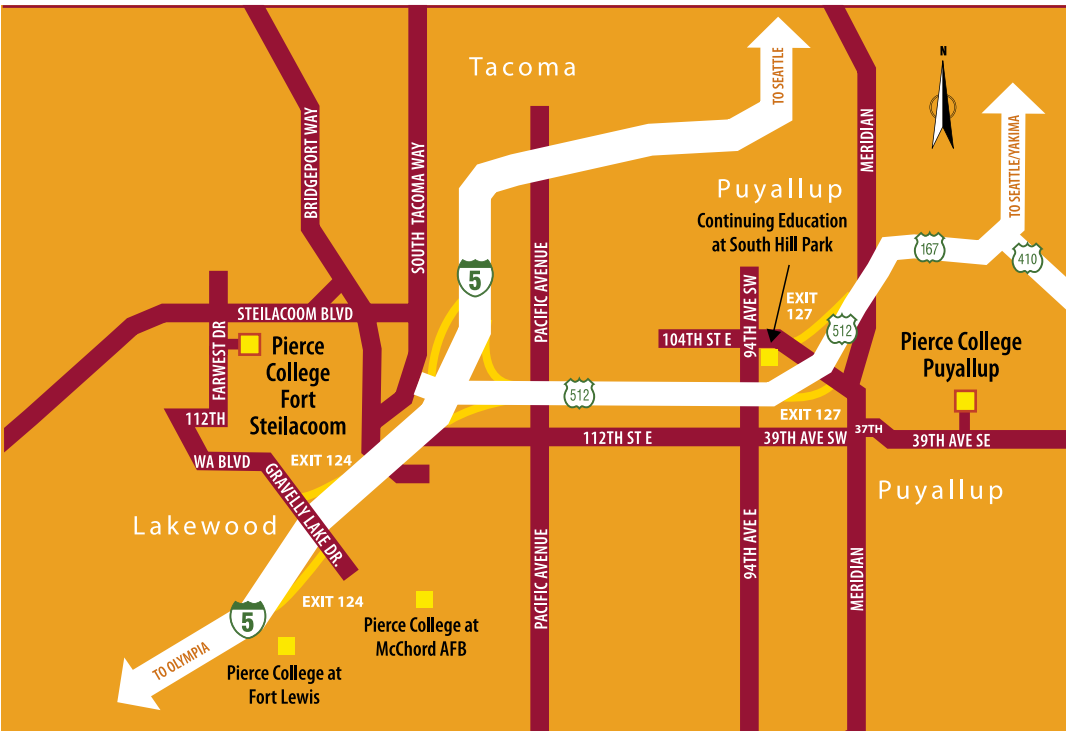 Tacoma
TO SEATTLE
N
TO SEATTLE/YAKIMA
BRIDGEPORT WAY
SOUTH TACOMA WAY
MERIDIAN
Puyallup
Continuing Education
at South Hill Park
167
410
5
PACIFIC AVENUE
94TH AVE SW
EXIT
127
STEILACOOM BLVD
FARWEST DR
104TH ST E
512
Pierce
College
Fort
Steilacoom
Pierce College
Puyallup
512
EXIT 127
112TH
37TH
112TH ST E
39TH AVE SW
39TH AVE SE
WA BLVD
EXIT 124
GRAVELLY LAKE DR.
Puyallup
Lakewood
PACIFIC AVENUE
94TH AVE E
MERIDIAN
EXIT 124
5
Pierce College at
McChord AFB
TO OLYMPIA
Pierce College at
Fort Lewis